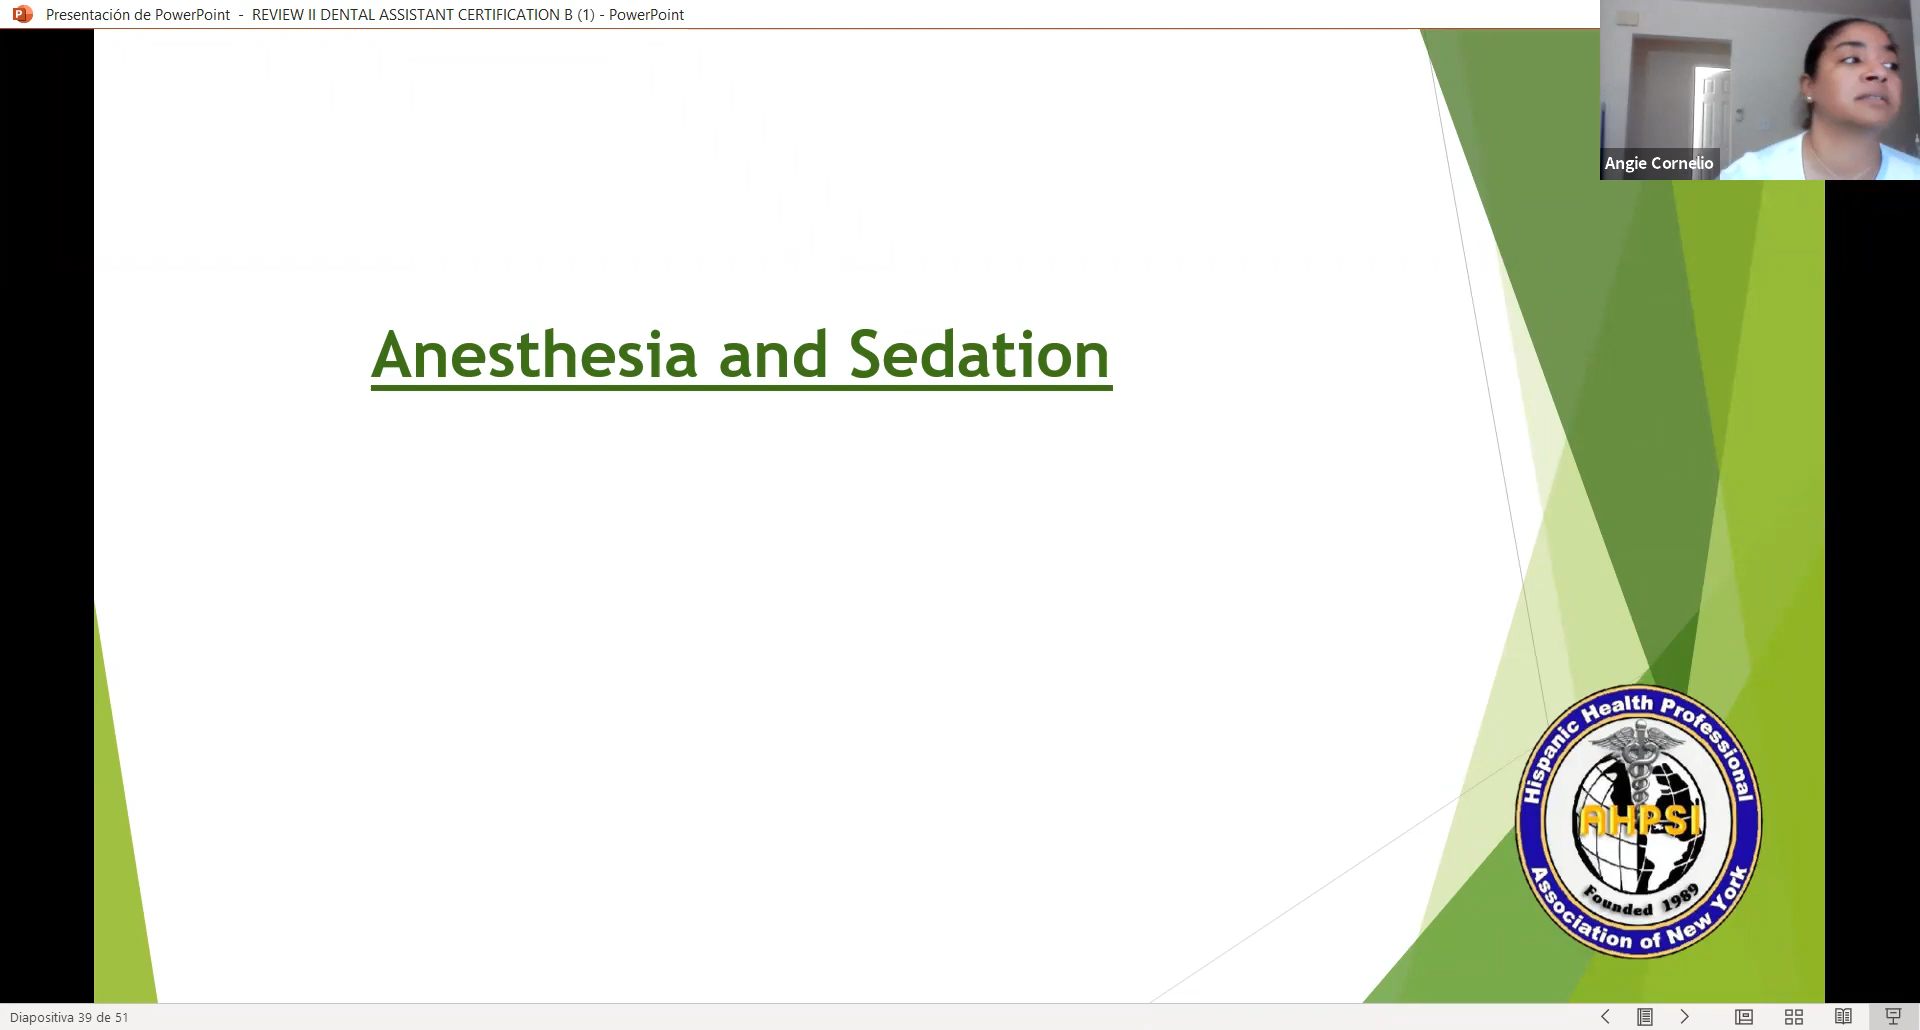 Presentación de PowerPoint - REVIEW II DENTAL ASSISTANT CERTIFICATION B (1) - PowerPoint
Angie Cornelio
Anesthesia and Sedation
Hispanic Health Professional
AHPSI
Founded 1989
Association of New York
Diapositiva 39 de 51